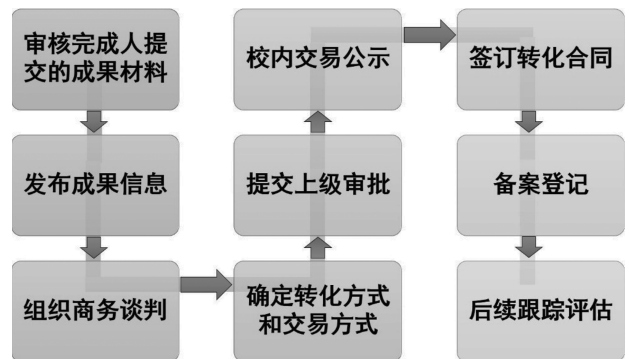 审核完成人提
交的成果材料
发布成果信息
组织商务谈判
确定转化方式
和交易方式
提交上级审批
校内交易公示
签订转化合同
备案登记
后续跟踪评估